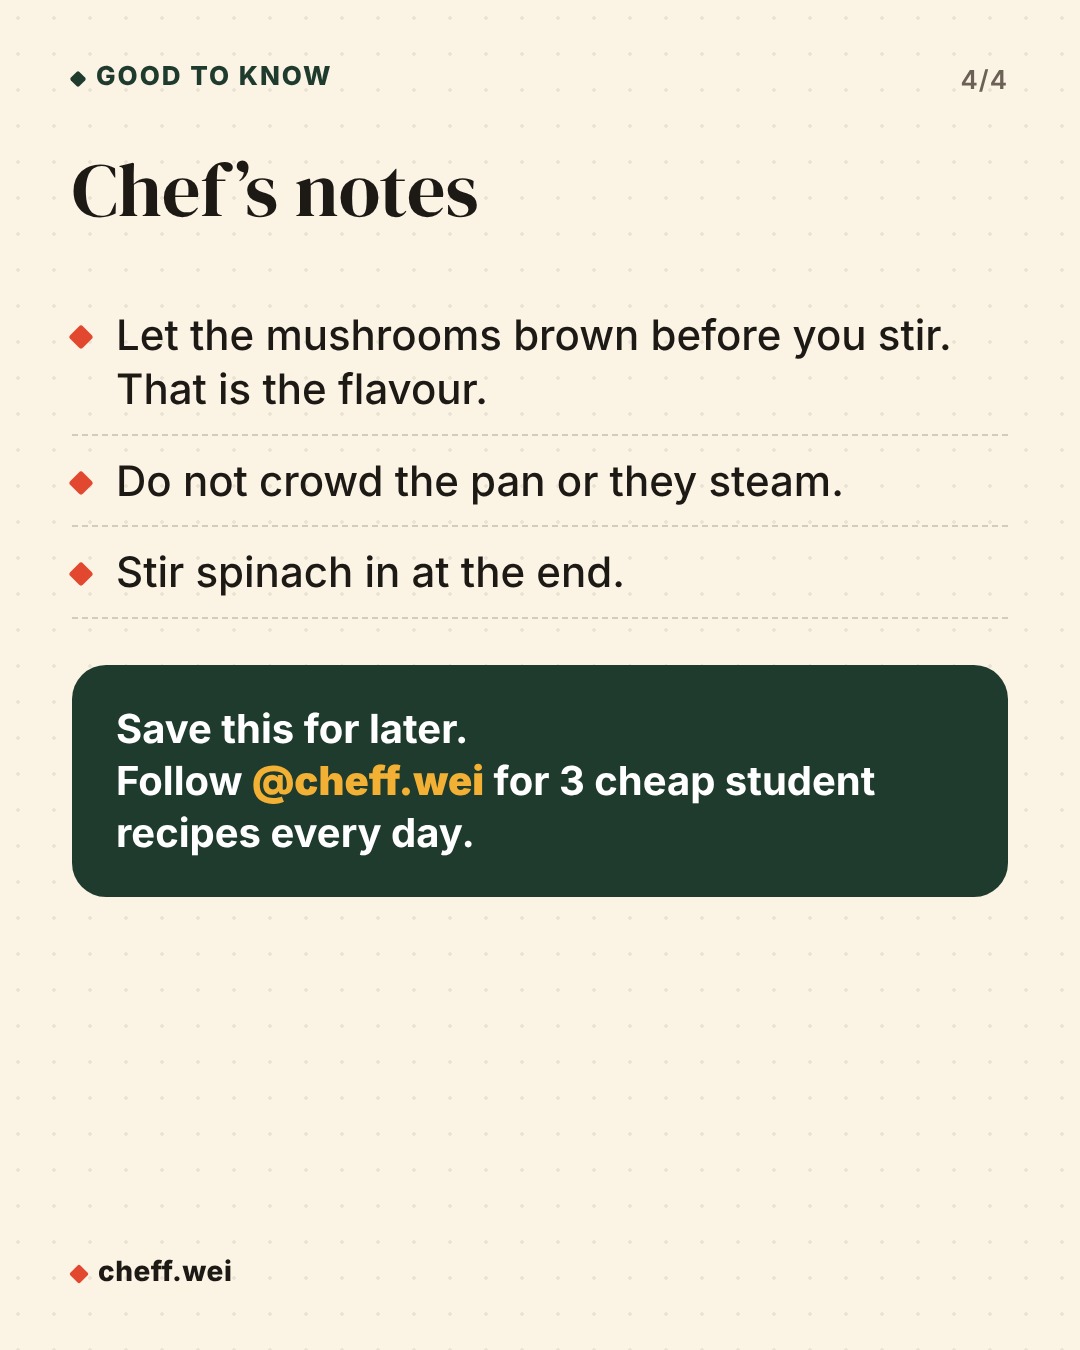 GOOD TO KNOW
4/4
Chef’s notes
Let the mushrooms brown before you stir.
That is the flavour.
Do not crowd the pan or they steam.
Stir spinach in at the end.
Save this for later.
Follow @cheff.wei for 3 cheap student
recipes every day.
cheff.wei